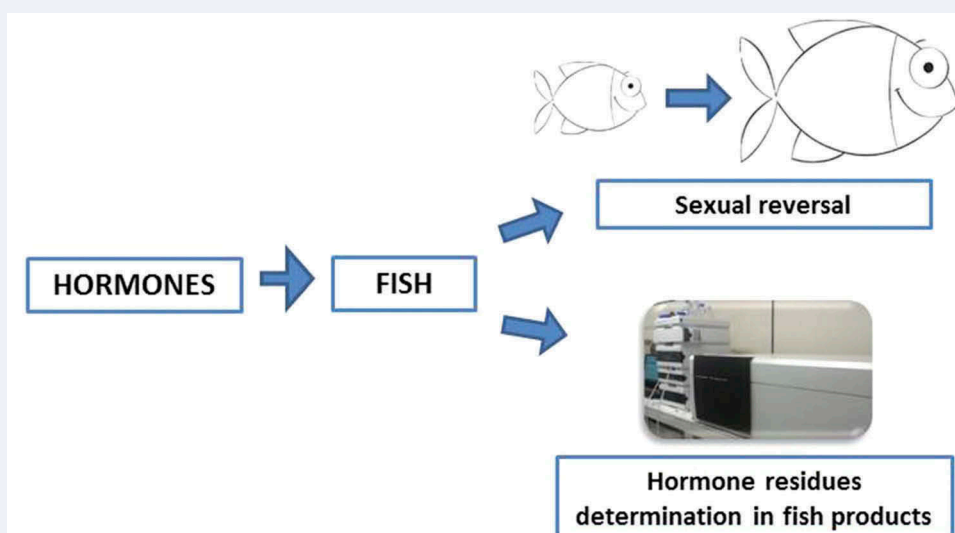 Sexual reversal
HORMONES
FISH
Hormone residues
determination in fish products